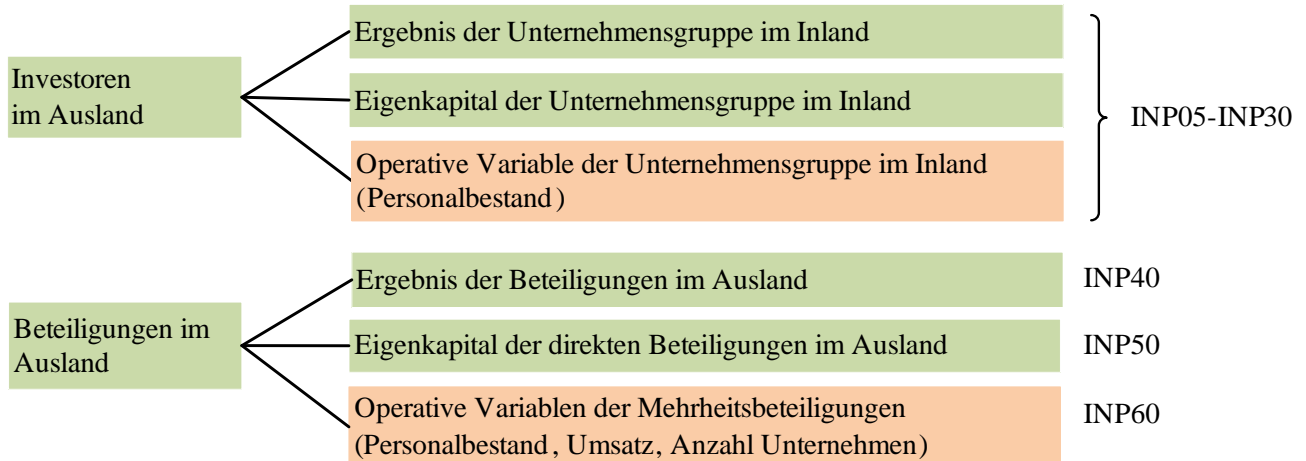 Investoren
im Ausland
Ergebnis der Unternehmensgruppe im Inland
Eigenkapital der Unternehmensgruppe im Inland
Operative Variable der Unternehmensgruppe im Inland
(Personalbestand)
INP05-INP30
Beteiligungen im
Ausland
Ergebnis der Beteiligungen im Ausland
INP40
Eigenkapital der direkten Beteiligungen im Ausland
INP50
Operative Variablen der Mehrheitsbeteiligungen
(Personalbestand, Umsatz, Anzahl Unternehmen)
INP60